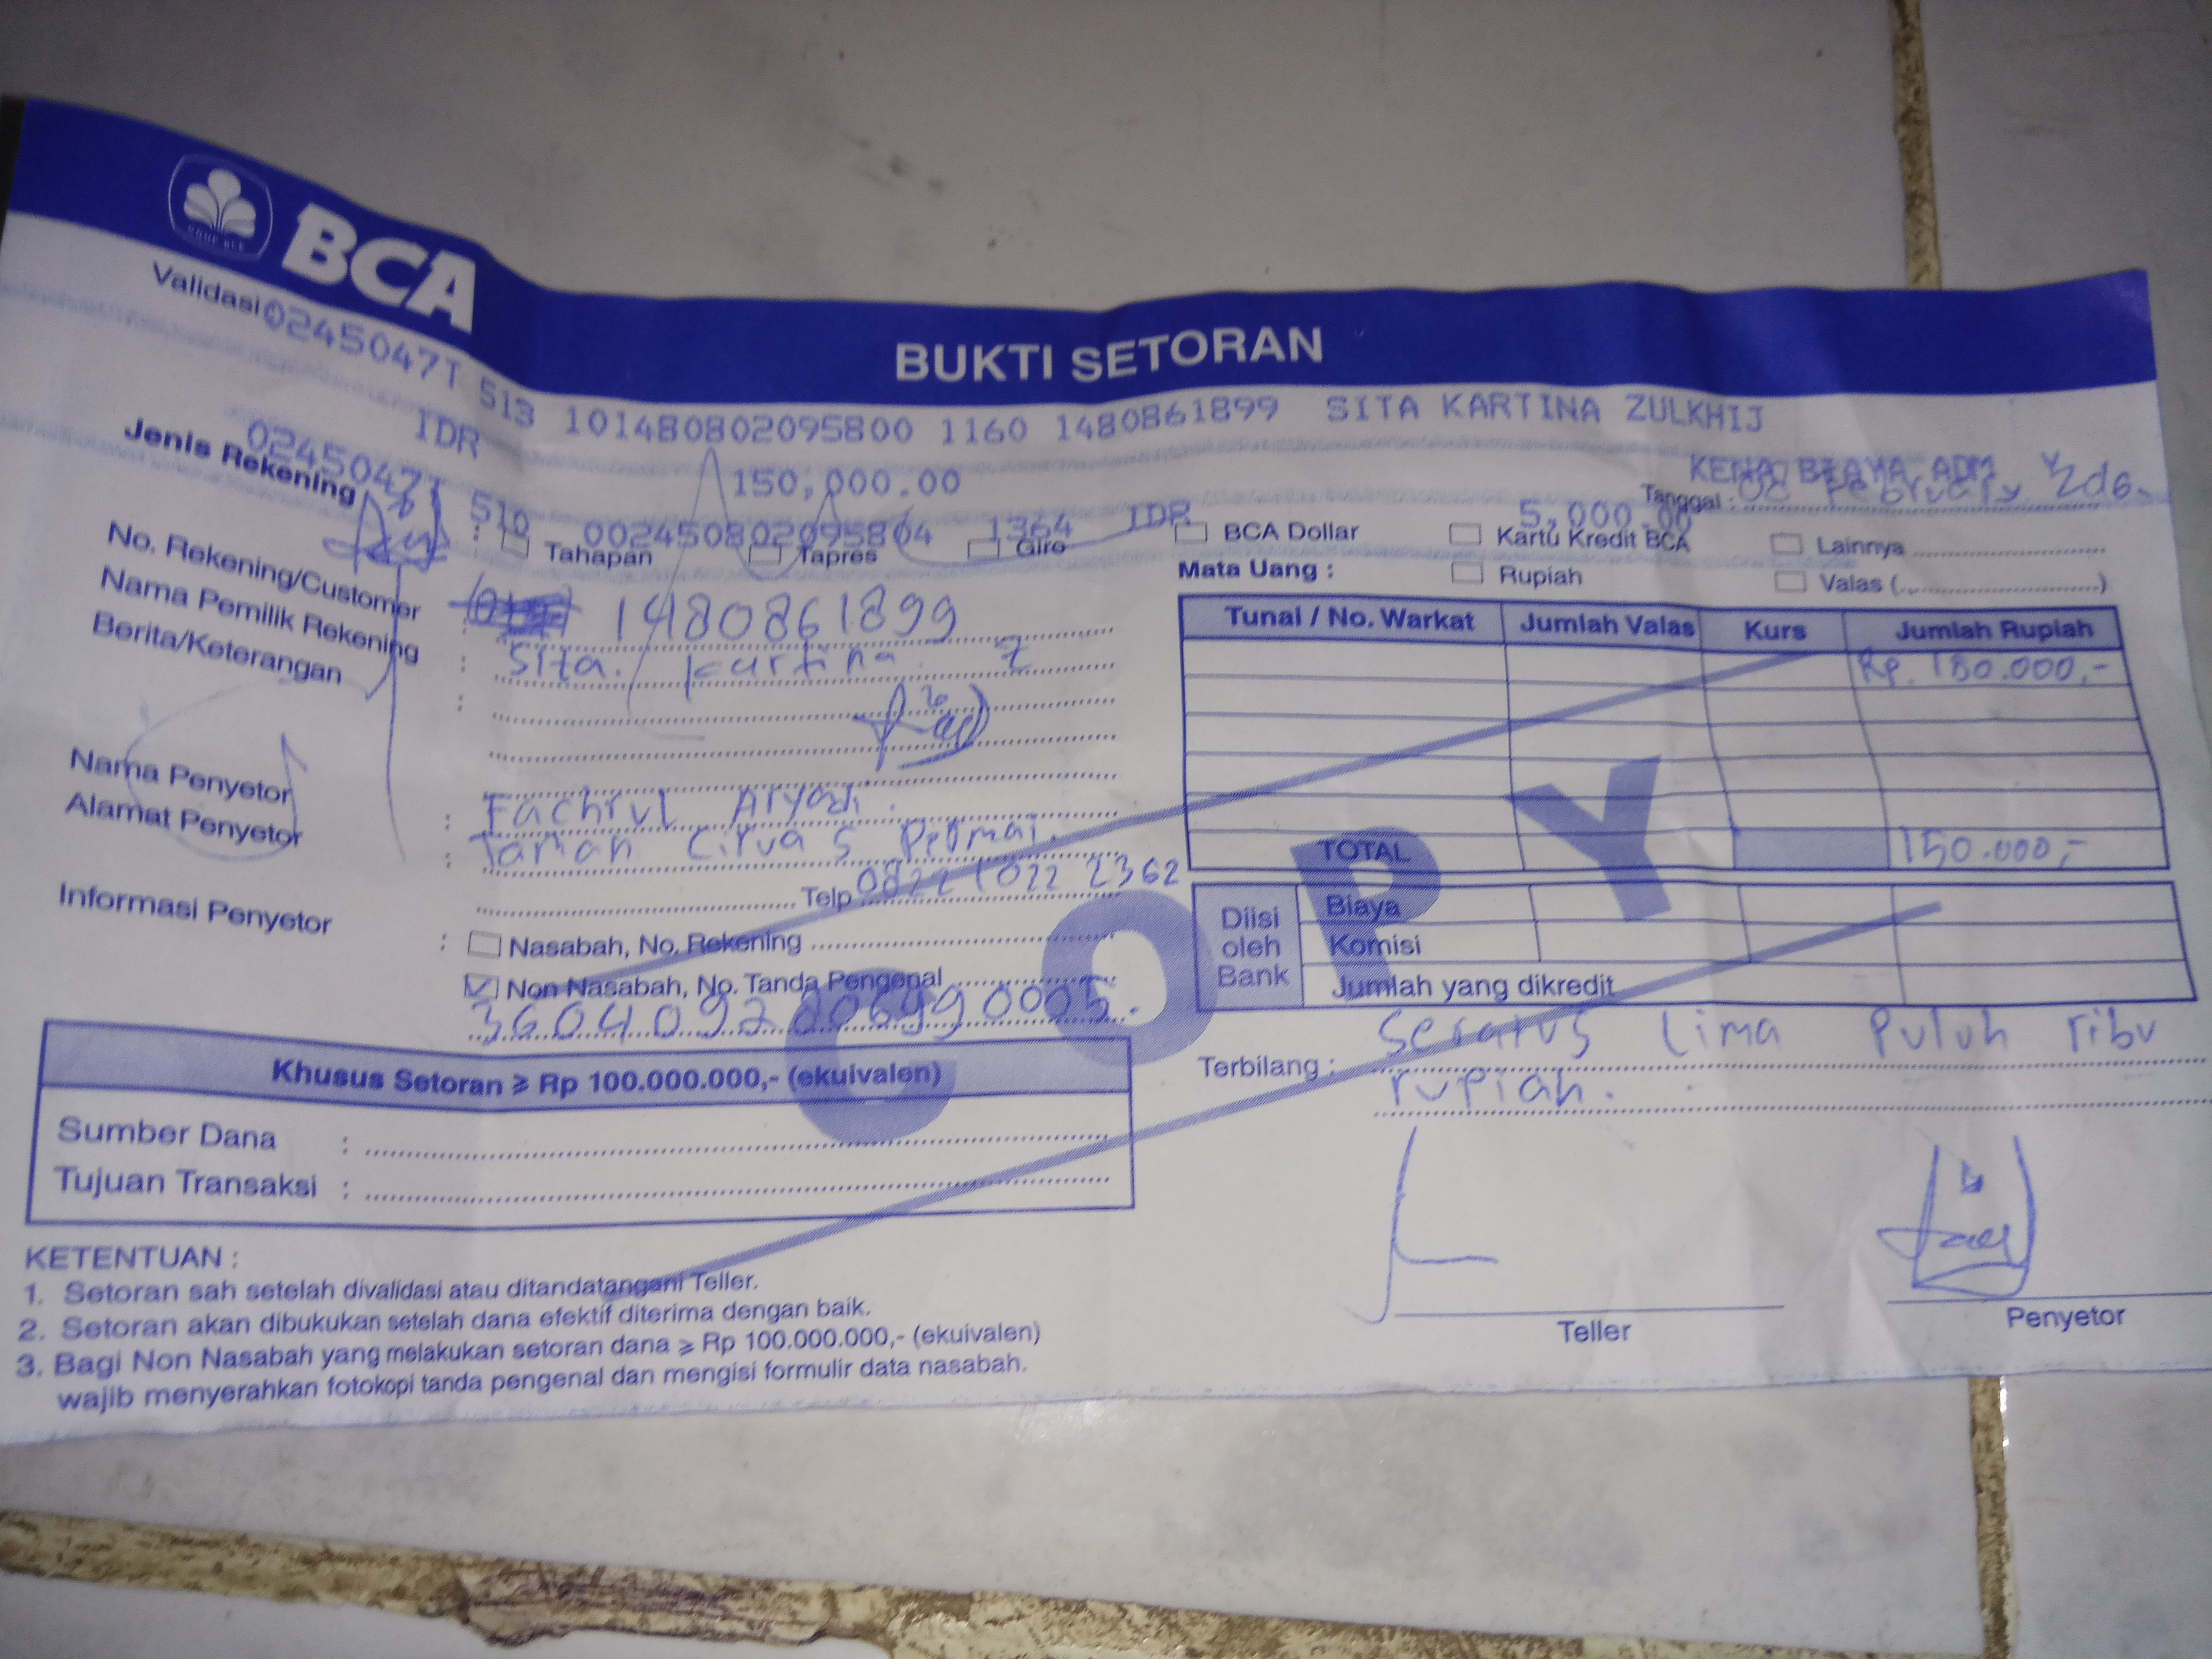 BCA
BUKTI SETORAN
Validasi 0245047T 513 101480802095800 1160 1480861899 SITA KARTINA ZULKHIJ
IDR 150,000.00 KENA BIAYA ADM
Tanggal : 02 February
0245047T 510 002450802095804 1364 IDR 5,000.00
Jenis Rekening : Tahapan Tapres Giro BCA Dollar Kartu Kredit BCA Lainnya
Mata Uang : Rupiah Valas ( )
No. Rekening/Customer : 1480861899
Nama Pemilik Rekening : Sita. Kartina Z
Berita/Keterangan :
Nama Penyetor : Fachrul Aryadi.
Alamat Penyetor : Taman Cirua s Permai.
Telp 0822 1022 2362
Informasi Penyetor : Nasabah, No. Rekening
Non Nasabah, No. Tanda Pengenal
3604092006990005.
Tunai / No. Warkat Jumlah Valas Kurs Jumlah Rupiah
Rp. 150.000,-
TOTAL 150.000,-
Diisi oleh Bank
Biaya
Komisi
Jumlah yang dikredit
COPY
Terbilang : Seratus Lima Puluh ribu
rupiah.
Khusus Setoran ≥ Rp 100.000.000,- (ekuivalen)
Sumber Dana :
Tujuan Transaksi :
KETENTUAN :
1. Setoran sah setelah divalidasi atau ditandatangani Teller.
2. Setoran akan dibukukan setelah dana efektif diterima dengan baik.
3. Bagi Non Nasabah yang melakukan setoran dana ≥ Rp 100.000.000,- (ekuivalen)
wajib menyerahkan fotokopi tanda pengenal dan mengisi formulir data nasabah.
Teller
Penyetor